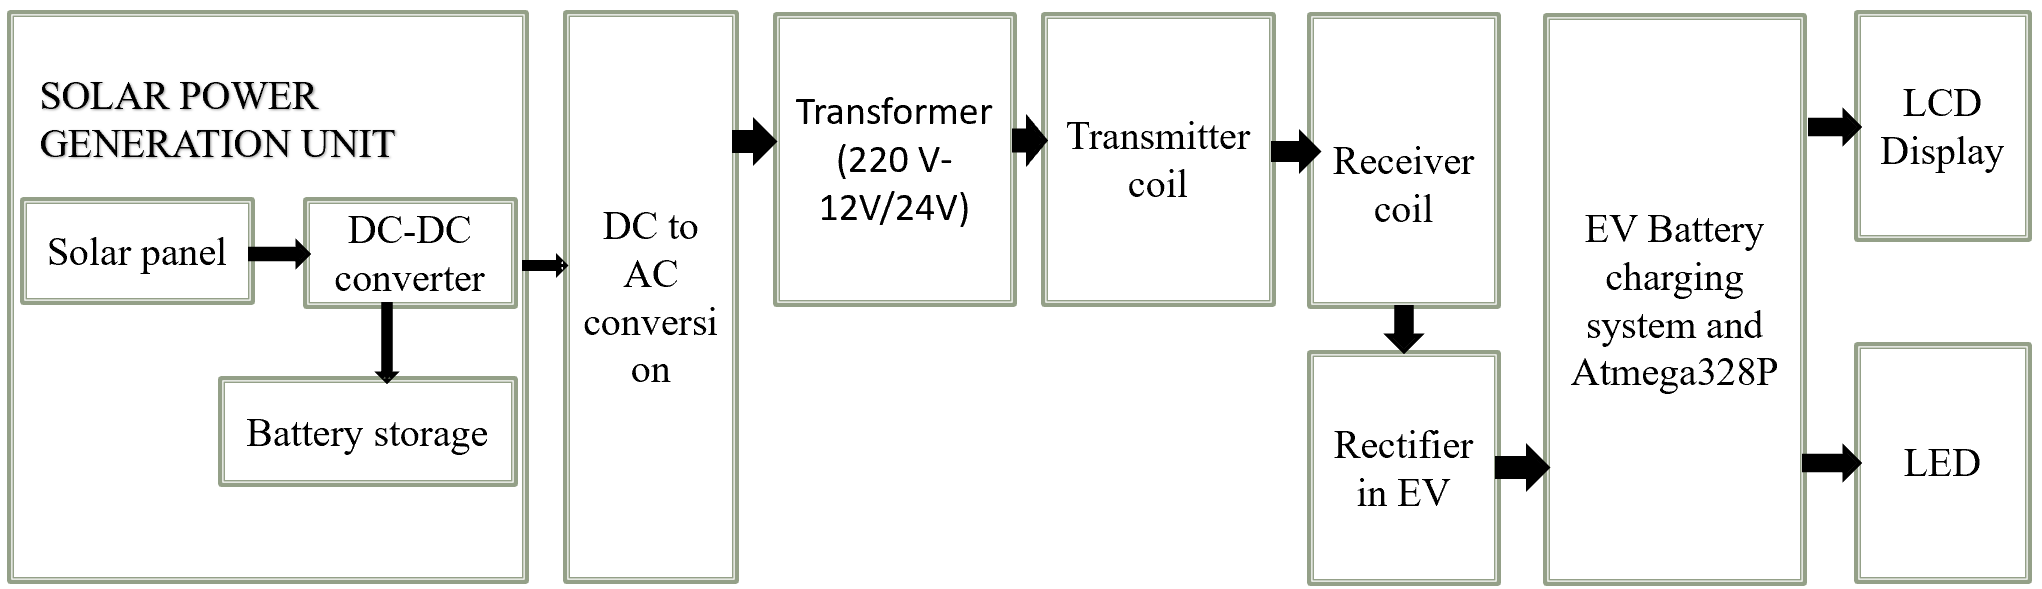 SOLAR POWER
GENERATION UNIT
Solar panel
DC-DC
converter
Battery storage
DC to
AC
conversi
on
Transformer
(220 V-
12V/24V)
Transmitter
coil
Receiver
coil
Rectifier
in EV
EV Battery
charging
system and
Atmega328P
LCD
Display
LED